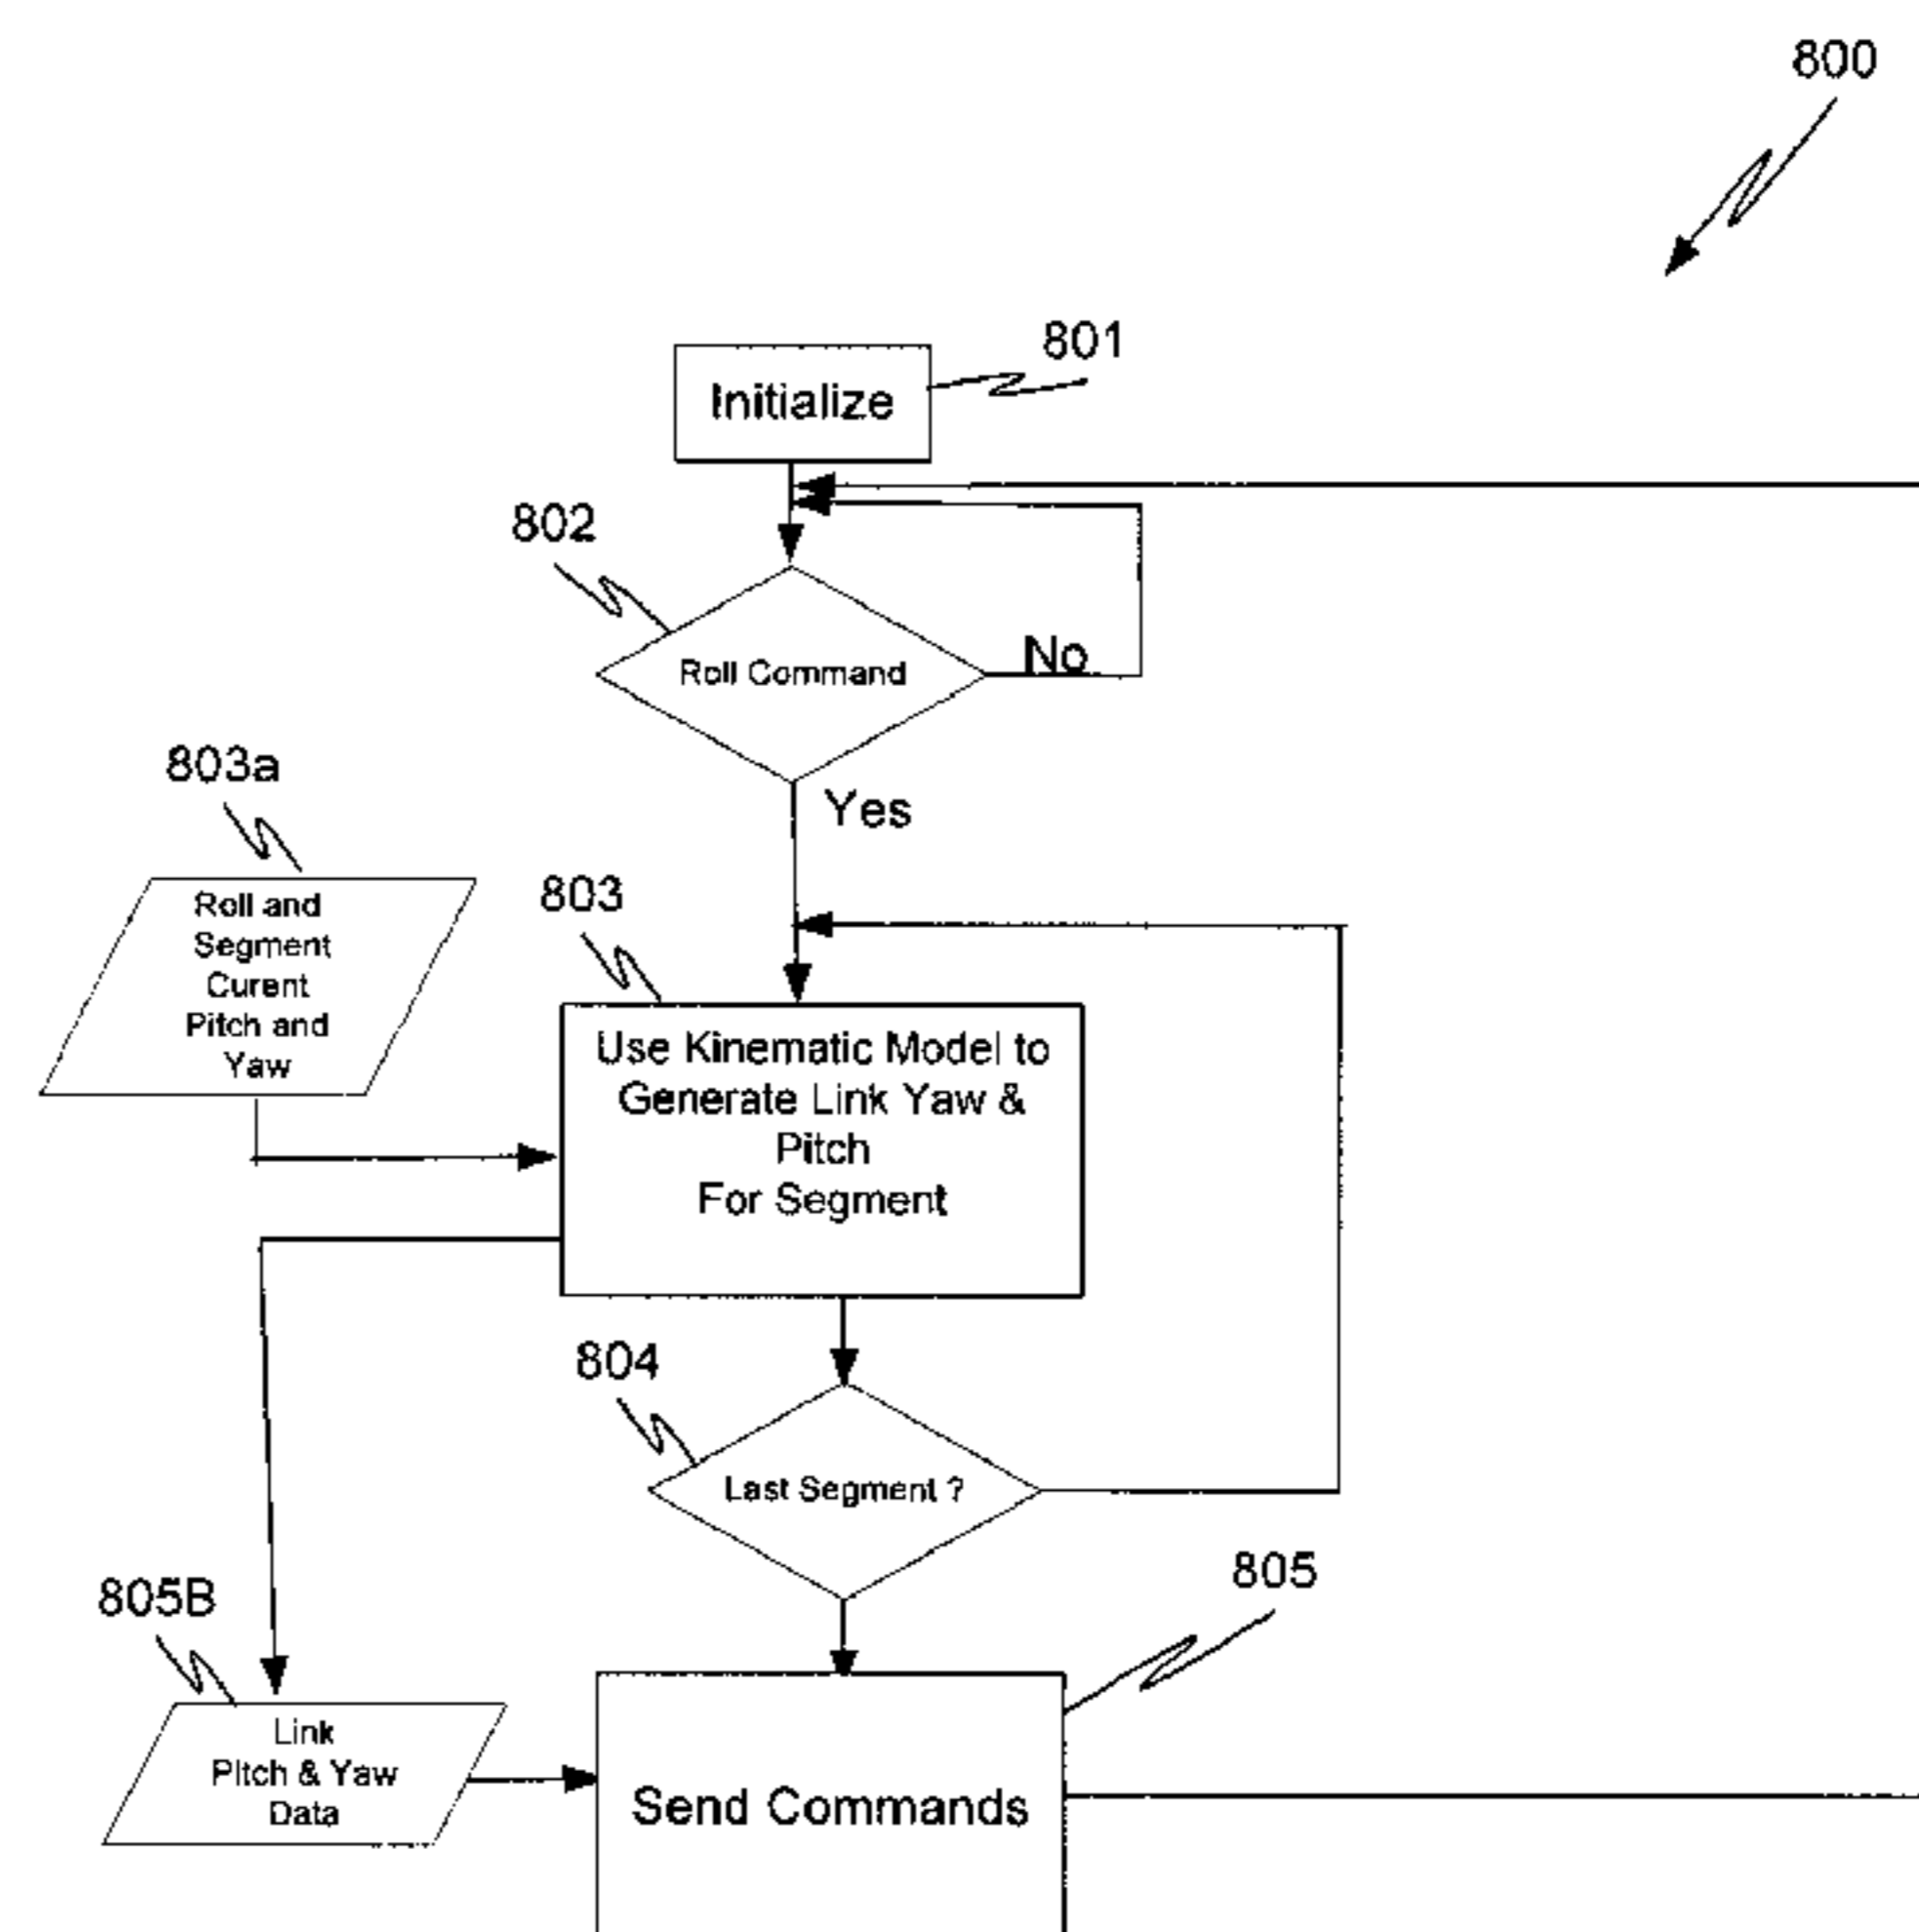 800
801
Initialize
802
Roll Command
No
Yes
803a
Roll and
Segment
Curent
Pitch and
Yaw
803
Use Kinematic Model to
Generate Link Yaw &
Pitch
For Segment
804
Last Segment ?
805B
805
Link
Pitch & Yaw
Data
Send Commands